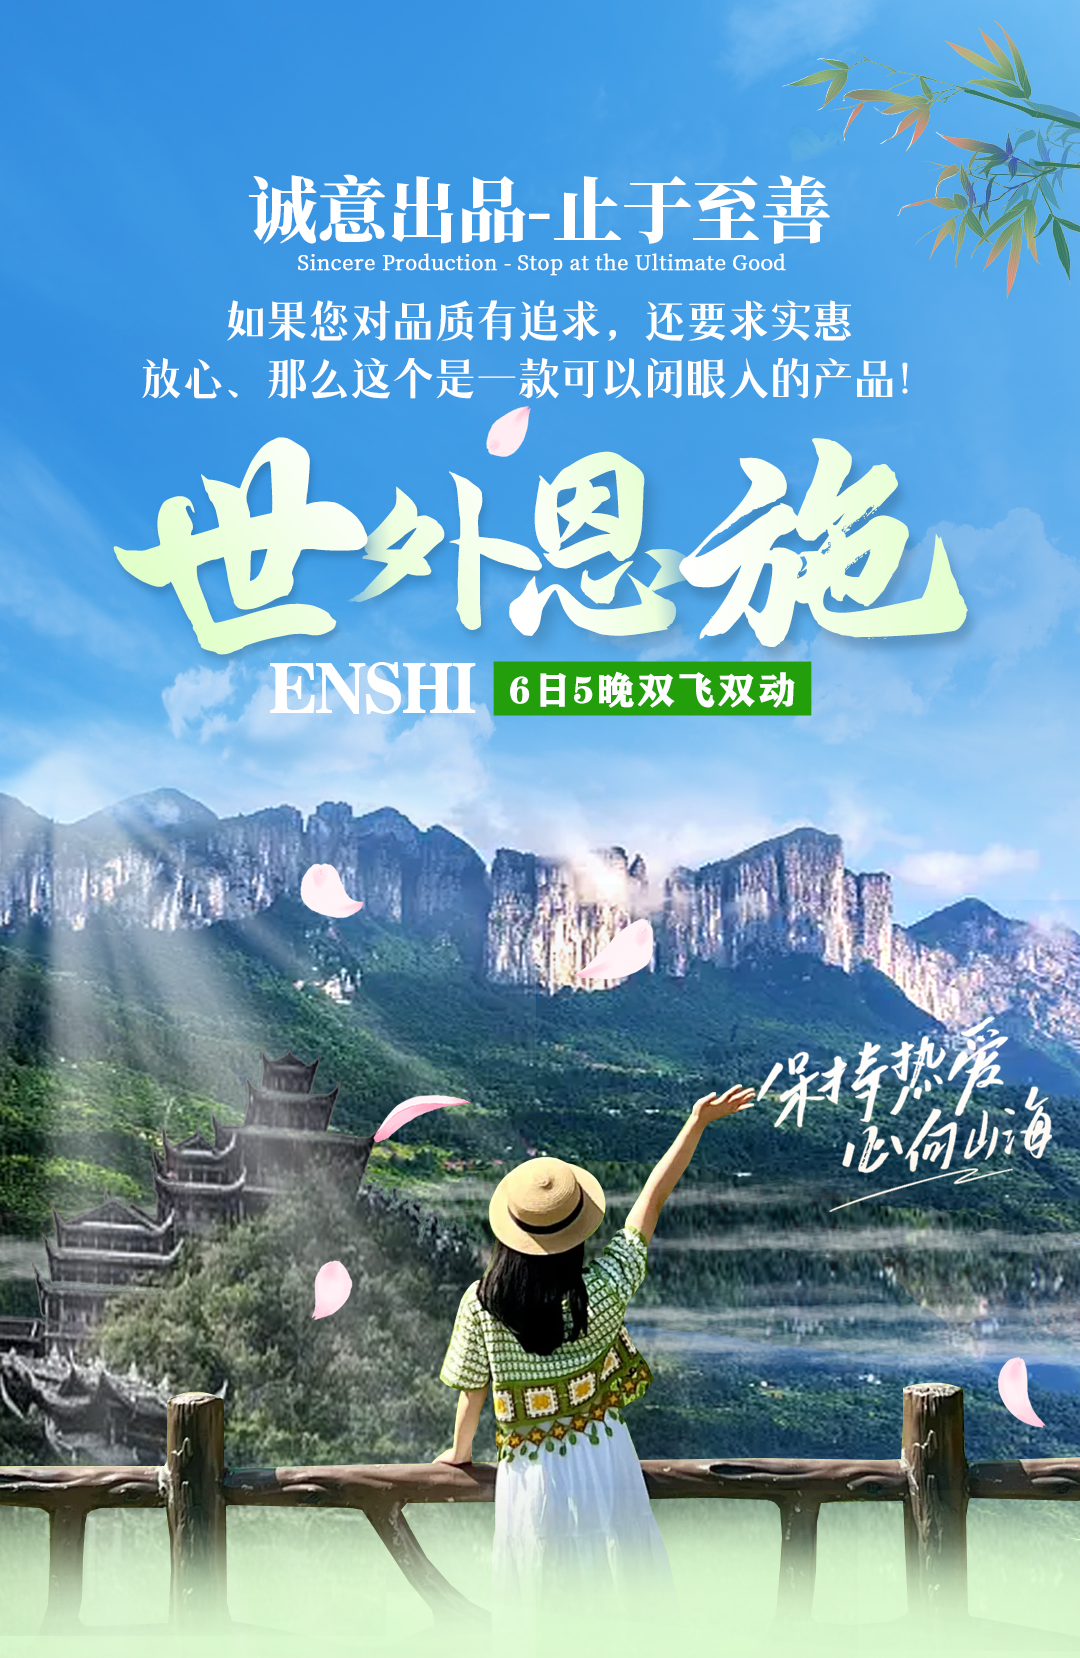 诚意出品-止于至善
Sincere Production - Stop at the Ultimate Good
如果您对品质有追求，还要求实惠
放心、那么这个是一款可以闭眼入的产品！
世外恩施
ENSHI 6日5晚双飞双动
保持热爱
心向山海